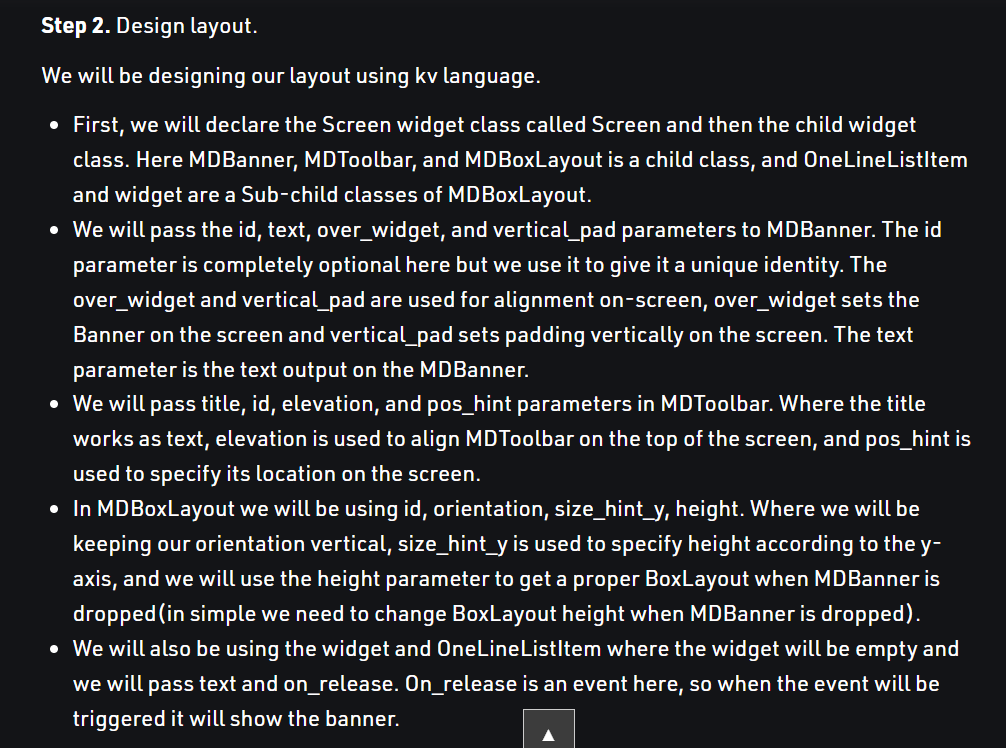 Step 2. Design layout.
We will be designing our layout using kv language.
• First, we will declare the Screen widget class called Screen and then the child widget
class. Here MDBanner, MDToolbar, and MDBoxLayout is a child class, and OneLineListItem
and widget are a Sub-child classes of MDBoxLayout.
• We will pass the id, text, over_widget, and vertical_pad parameters to MDBanner. The id
parameter is completely optional here but we use it to give it a unique identity. The
over_widget and vertical_pad are used for alignment on-screen, over_widget sets the
Banner on the screen and vertical_pad sets padding vertically on the screen. The text
parameter is the text output on the MDBanner.
• We will pass title, id, elevation, and pos_hint parameters in MDToolbar. Where the title
works as text, elevation is used to align MDToolbar on the top of the screen, and pos_hint is
used to specify its location on the screen.
• In MDBoxLayout we will be using id, orientation, size_hint_y, height. Where we will be
keeping our orientation vertical, size_hint_y is used to specify height according to the y-
axis, and we will use the height parameter to get a proper BoxLayout when MDBanner is
dropped(in simple we need to change BoxLayout height when MDBanner is dropped).
• We will also be using the widget and OneLineListItem where the widget will be empty and
we will pass text and on_release. On_release is an event here, so when the event will be
triggered it will show the banner.